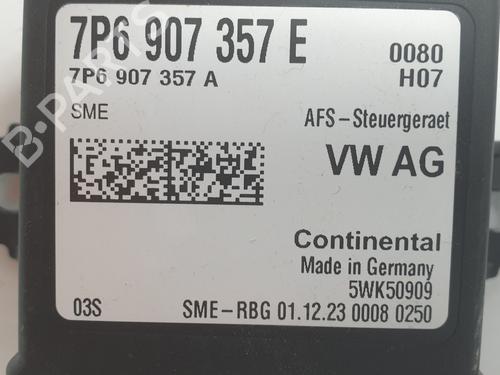 7P6 907 357 E 0080
7P6 907 357 A H07
SME AFS-Steuergeraet
VW AG
Continental
Made in Germany
5WK50909
03S SME-RBG 01.12.23 0008 0250
B-PARTS